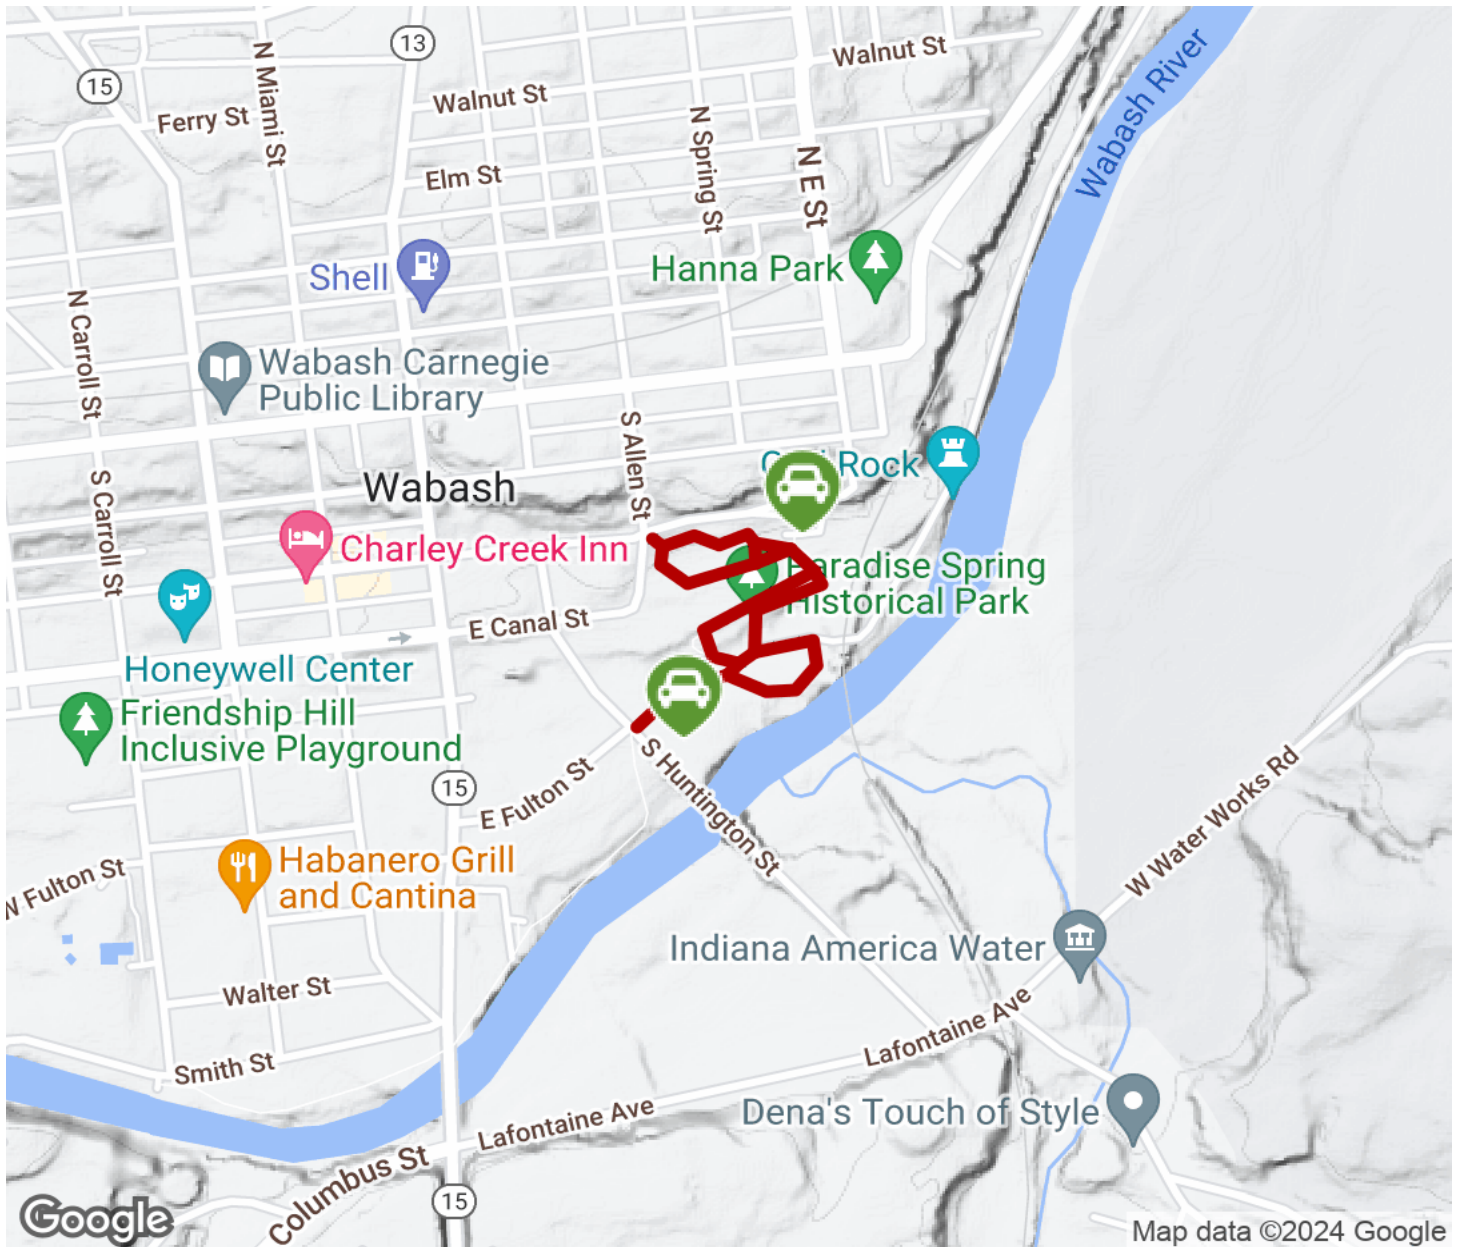 13
Walnut St
15
N Miami St
Walnut St
Ferry St
N Spring St
N E St
Wabash River
Elm St
Shell
Hanna Park
N Carroll St
Wabash Carnegie
Public Library
S Allen St
Rock
S Carroll St
Wabash
Charley Creek Inn
Paradise Spring
Historical Park
E Canal St
Honeywell Center
Friendship Hill
Inclusive Playground
15
S Huntington St
E Fulton St
W Water Works Rd
W Fulton St
Habanero Grill
and Cantina
Indiana America Water
Walter St
Lafontaine Ave
Smith St
Lafontaine Ave
Dena's Touch of Style
Columbus St
15
Google
Map data ©2024 Google